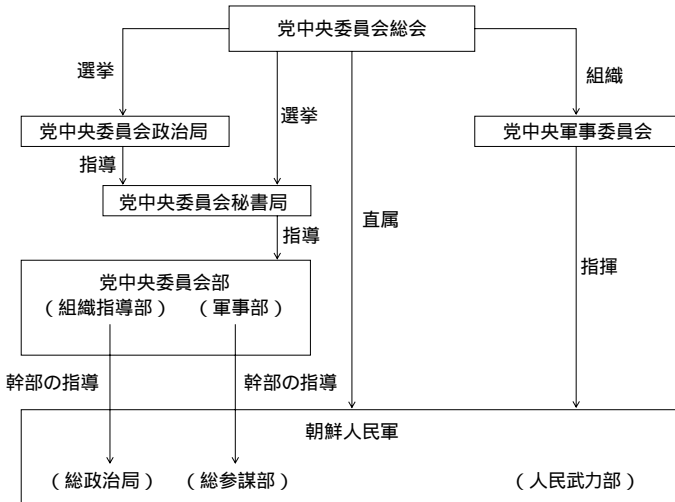 党中央委員会総会
選挙
組織
選挙
党中央委員会政治局
党中央軍事委員会
指導
党中央委員会秘書局
直属
指導
指揮
党中央委員会部
（組織指導部） （軍事部）
幹部の指導
幹部の指導
朝鮮人民軍
（総政治局） （総参謀部） （人民武力部）